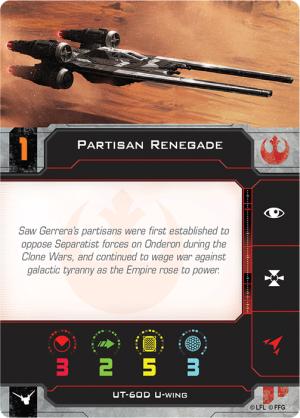 1
Partisan Renegade
Saw Gerrera's partisans were first established to
oppose Separatist forces on Onderon during the
Clone Wars, and continued to wage war against
galactic tyranny as the Empire rose to power.
3 2 5 3
UT-60D U-wing
© LFL © FFG